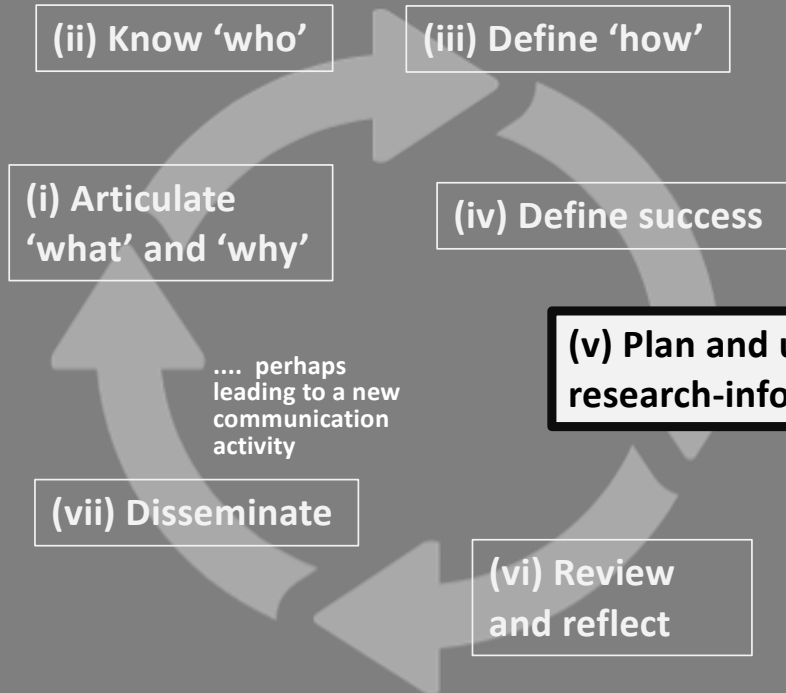 (ii) Know ‘who’
(iii) Define ‘how’
(i) Articulate
‘what’ and ‘why’
(iv) Define success
(v) Plan and
research-info
.... perhaps
leading to a new
communication
activity
(vii) Disseminate
(vi) Review
and reflect